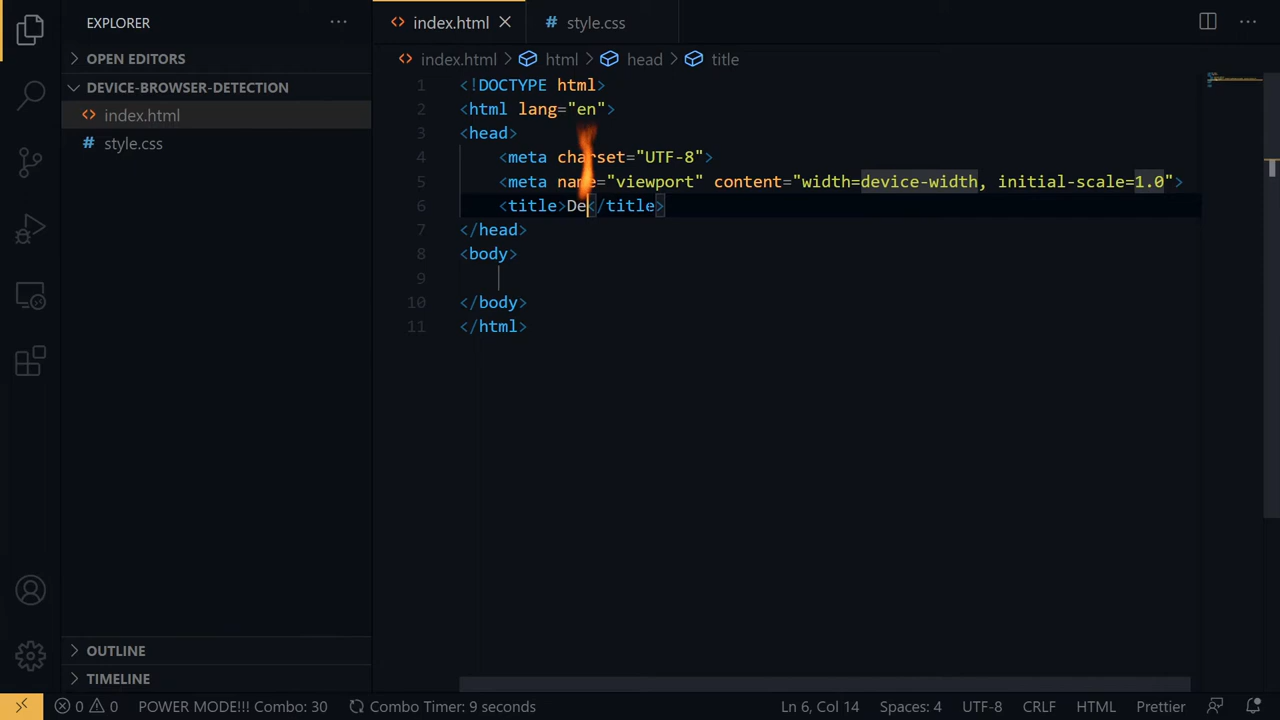 EXPLORER
OPEN EDITORS
DEVICE-BROWSER-DETECTION
index.html
style.css
OUTLINE
TIMELINE
index.html
# style.css
index.html > html > head > title
1 <!DOCTYPE html>
2 <html lang="en">
3 <head>
4 <meta charset="UTF-8">
5 <meta name="viewport" content="width=device-width, initial-scale=1.0">
6 <title>De</title>
7 </head>
8 <body>
9
10 </body>
11 </html>
0 0 POWER MODE!!! Combo: 30 Combo Timer: 9 seconds Ln 6, Col 14 Spaces: 4 UTF-8 CRLF HTML Prettier